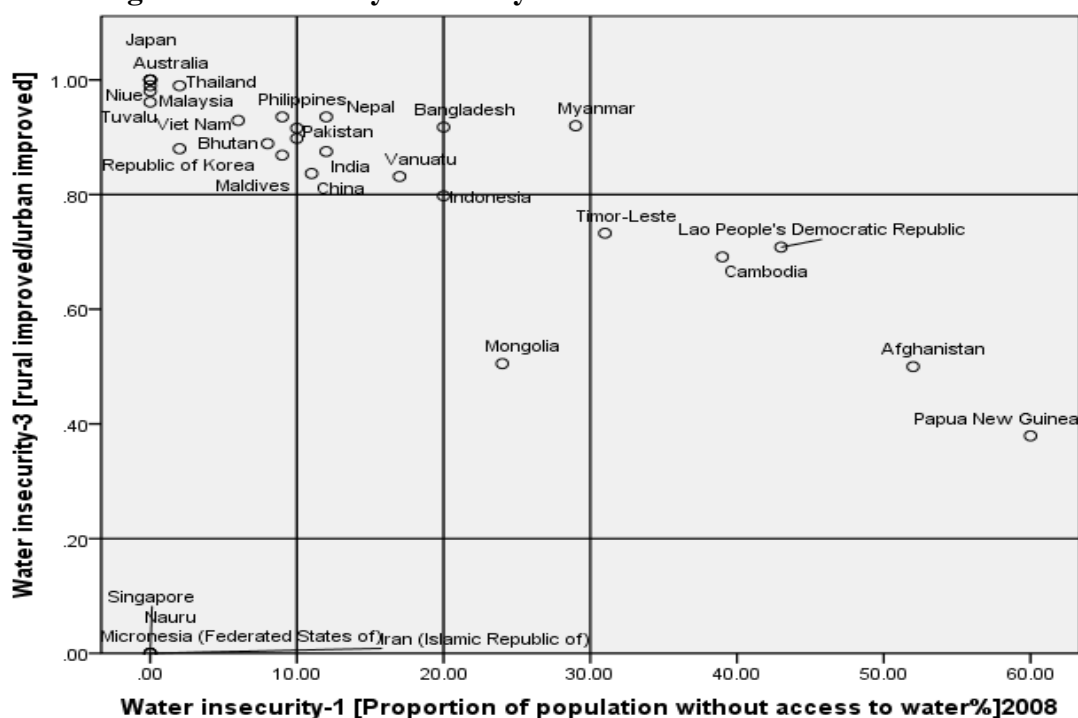 Japan
Australia
1.00
Thailand
Niue
Malaysia
Philippines
Nepal
Bangladesh
Myanmar
Tuvalu
Viet Nam
Pakistan
Bhutan
Vanuatu
Republic of Korea
India
Maldives
China
.80
Indonesia
Timor-Leste
Lao People's Democratic Republic
Cambodia
.60
Mongolia
Afghanistan
.40
Papua New Guinea
.20
Singapore
Nauru
Micronesia (Federated States of)
Iran (Islamic Republic of)
.00
.00 10.00 20.00 30.00 40.00 50.00 60.00
Water insecurity-3 [rural improved/urban improved]
Water insecurity-1 [Proportion of population without access to water%]2008